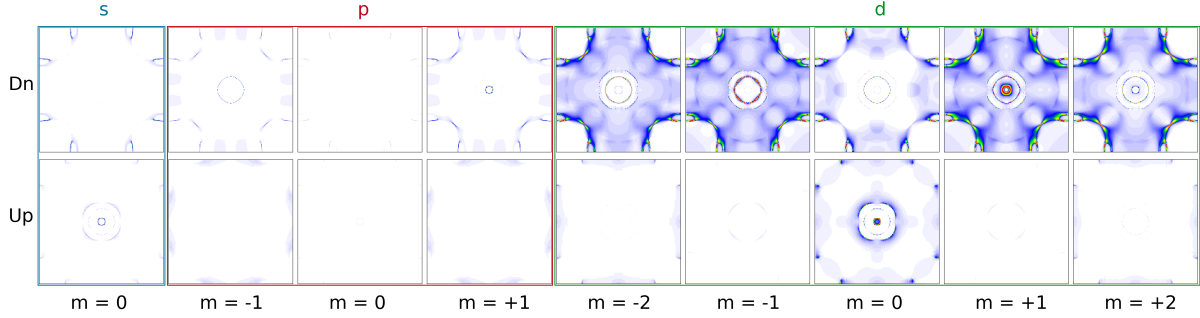 s p d
Dn
Up
m = 0 m = -1 m = 0 m = +1 m = -2 m = -1 m = 0 m = +1 m = +2